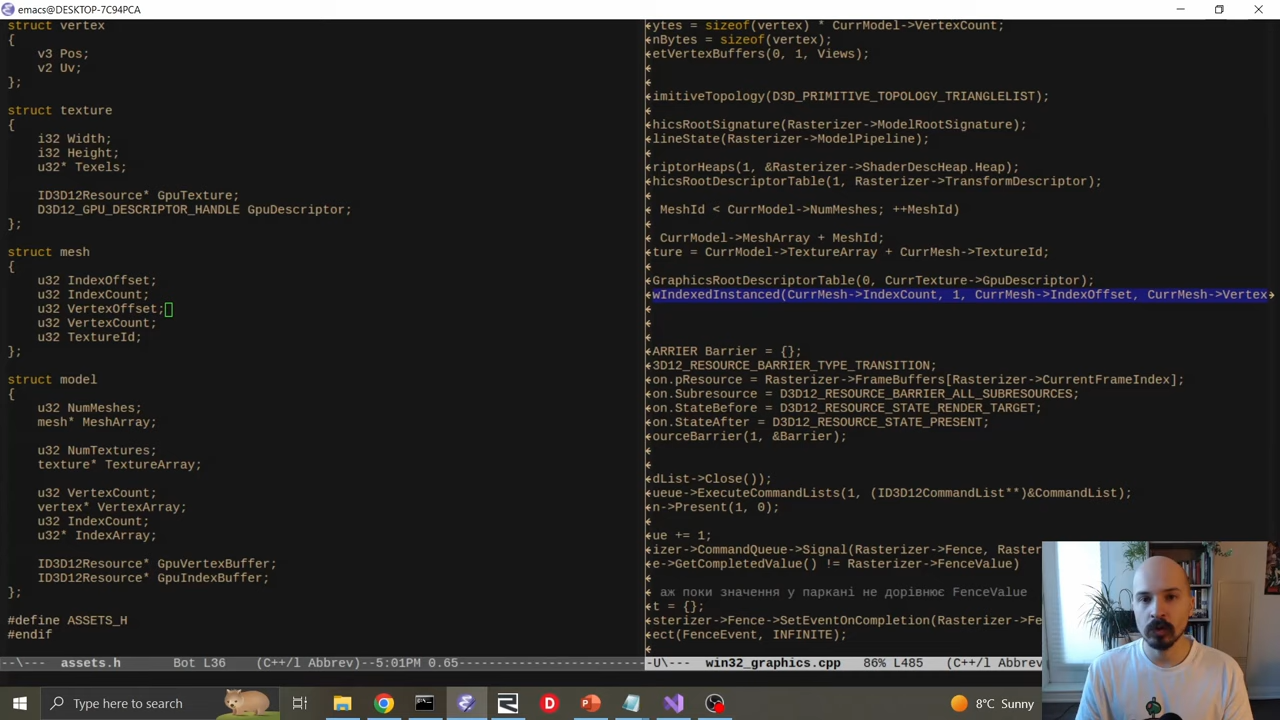 emacs@DESKTOP-7C94PCA
struct vertex
{
v3 Pos;
v2 Uv;
};
struct texture
{
i32 Width;
i32 Height;
u32* Texels;
ID3D12Resource* GpuTexture;
D3D12_GPU_DESCRIPTOR_HANDLE GpuDescriptor;
};
struct mesh
{
u32 IndexOffset;
u32 IndexCount;
u32 VertexOffset;
u32 VertexCount;
u32 TextureId;
};
struct model
{
u32 NumMeshes;
mesh* MeshArray;
u32 NumTextures;
texture* TextureArray;
u32 VertexCount;
vertex* VertexArray;
u32 IndexCount;
u32* IndexArray;
ID3D12Resource* GpuVertexBuffer;
ID3D12Resource* GpuIndexBuffer;
};
#define ASSETS_H
#endif
--\--- assets.h Bot L36 (C++/l Abbrev)--5:01PM 0.65
ytes = sizeof(vertex) * CurrModel->VertexCount;
nBytes = sizeof(vertex);
etVertexBuffers(0, 1, Views);
imitiveTopology(D3D_PRIMITIVE_TOPOLOGY_TRIANGLELIST);
hicsRootSignature(Rasterizer->ModelRootSignature);
lineState(Rasterizer->ModelPipeline);
riptorHeaps(1, &Rasterizer->ShaderDescHeap.Heap);
hicsRootDescriptorTable(1, Rasterizer->TransformDescriptor);
MeshId < CurrModel->NumMeshes; ++MeshId)
CurrModel->MeshArray + MeshId;
ture = CurrModel->TextureArray + CurrMesh->TextureId;
GraphicsRootDescriptorTable(0, CurrTexture->GpuDescriptor);
wIndexedInstanced(CurrMesh->IndexCount, 1, CurrMesh->IndexOffset, CurrMesh->Vertex
ARRIER Barrier = {};
3D12_RESOURCE_BARRIER_TYPE_TRANSITION;
on.pResource = Rasterizer->FrameBuffers[Rasterizer->CurrentFrameIndex];
on.Subresource = D3D12_RESOURCE_BARRIER_ALL_SUBRESOURCES;
on.StateBefore = D3D12_RESOURCE_STATE_RENDER_TARGET;
on.StateAfter = D3D12_RESOURCE_STATE_PRESENT;
ourceBarrier(1, &Barrier);
dList->Close());
ueue->ExecuteCommandLists(1, (ID3D12CommandList**)&CommandList);
n->Present(1, 0);
ue += 1;
izer->CommandQueue->Signal(Rasterizer->Fence, Raste
e->GetCompletedValue() != Rasterizer->FenceValue)
аж поки значення у паркані не дорівнює FenceValue
t = {};
sterizer->Fence->SetEventOnCompletion(Rasterizer->Fe
ect(FenceEvent, INFINITE);
-U\--- win32_graphics.cpp 86% L485 (C++/l Abbrev)
Type here to search
8°C Sunny